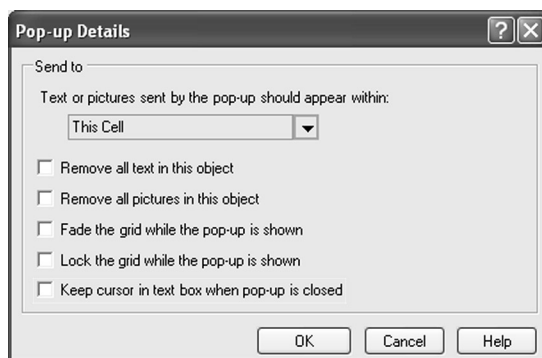 Pop-up Details
Send to
Text or pictures sent by the pop-up should appear within:
This Cell
Remove all text in this object
Remove all pictures in this object
Fade the grid while the pop-up is shown
Lock the grid while the pop-up is shown
Keep cursor in text box when pop-up is closed
OK Cancel Help